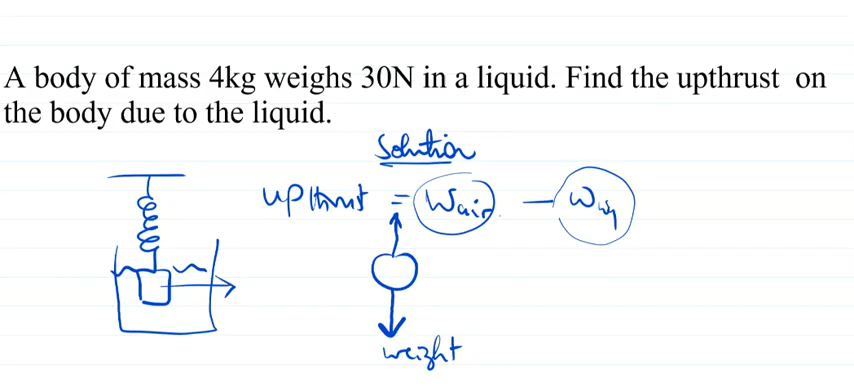 A body of mass 4kg weighs 30N in a liquid. Find the upthrust on
the body due to the liquid.
Solution
upthrust = Wair -
weight